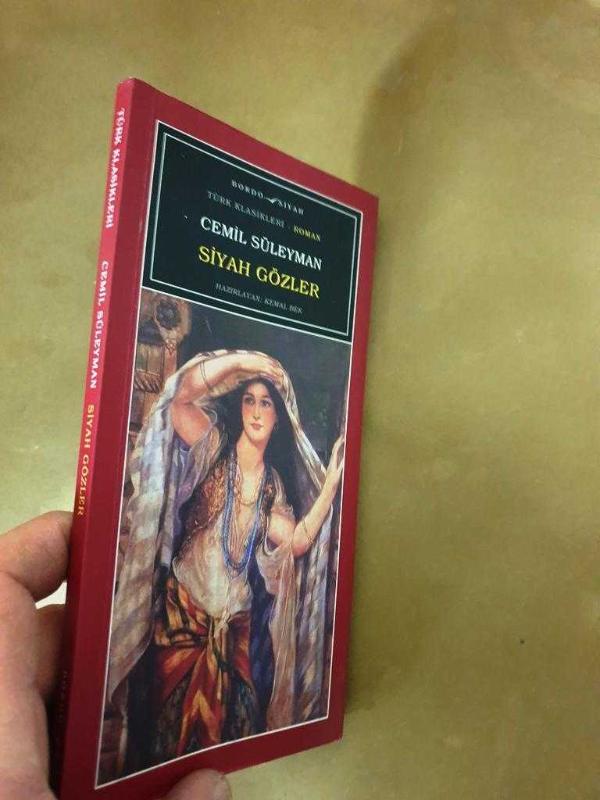 BORDO SİYAH
TÜRK KLASİKLERİ - ROMAN
CEMİL SÜLEYMAN
SİYAH GÖZLER
HAZIRLAYAN: KEMAL BEK
TÜRK KLASİKLERİ CEMİL SÜLEYMAN SİYAH GÖZLER